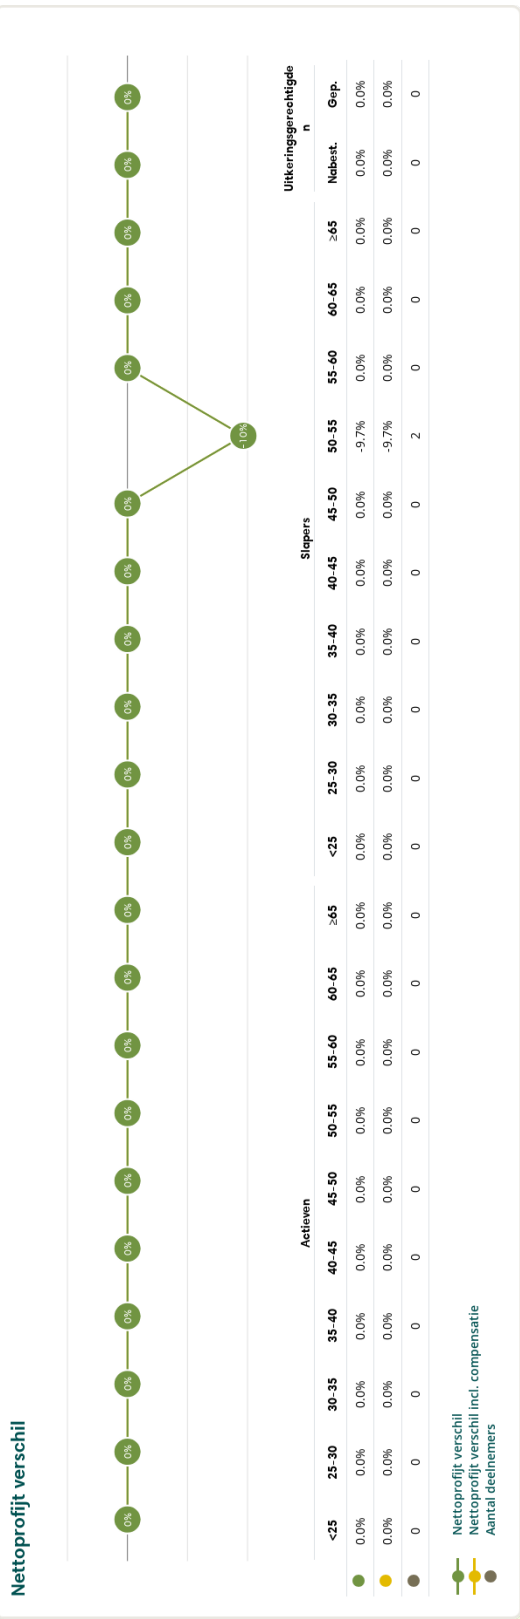 Nettoprofijt verschil
0% 0% 0% 0% 0% 0% 0% 0% 0% 0% 0% 0% 0% 0% 0% 0% -10% 0% 0% 0% 0% 0%
Actieven Slapers Uitkeringsgerechtigde
n
<25 25-30 30-35 35-40 40-45 45-50 50-55 55-60 60-65 ≥65 <25 25-30 30-35 35-40 40-45 45-50 50-55 55-60 60-65 ≥65 Nabest. Gep.
0.0% 0.0% 0.0% 0.0% 0.0% 0.0% 0.0% 0.0% 0.0% 0.0% 0.0% 0.0% 0.0% 0.0% 0.0% 0.0% -9.7% 0.0% 0.0% 0.0% 0.0% 0.0%
0.0% 0.0% 0.0% 0.0% 0.0% 0.0% 0.0% 0.0% 0.0% 0.0% 0.0% 0.0% 0.0% 0.0% 0.0% 0.0% -9.7% 0.0% 0.0% 0.0% 0.0% 0.0%
0 0 0 0 0 0 0 0 0 0 0 0 0 0 0 0 2 0 0 0 0 0
Nettoprofijt verschil
Nettoprofijt verschil incl. compensatie
Aantal deelnemers